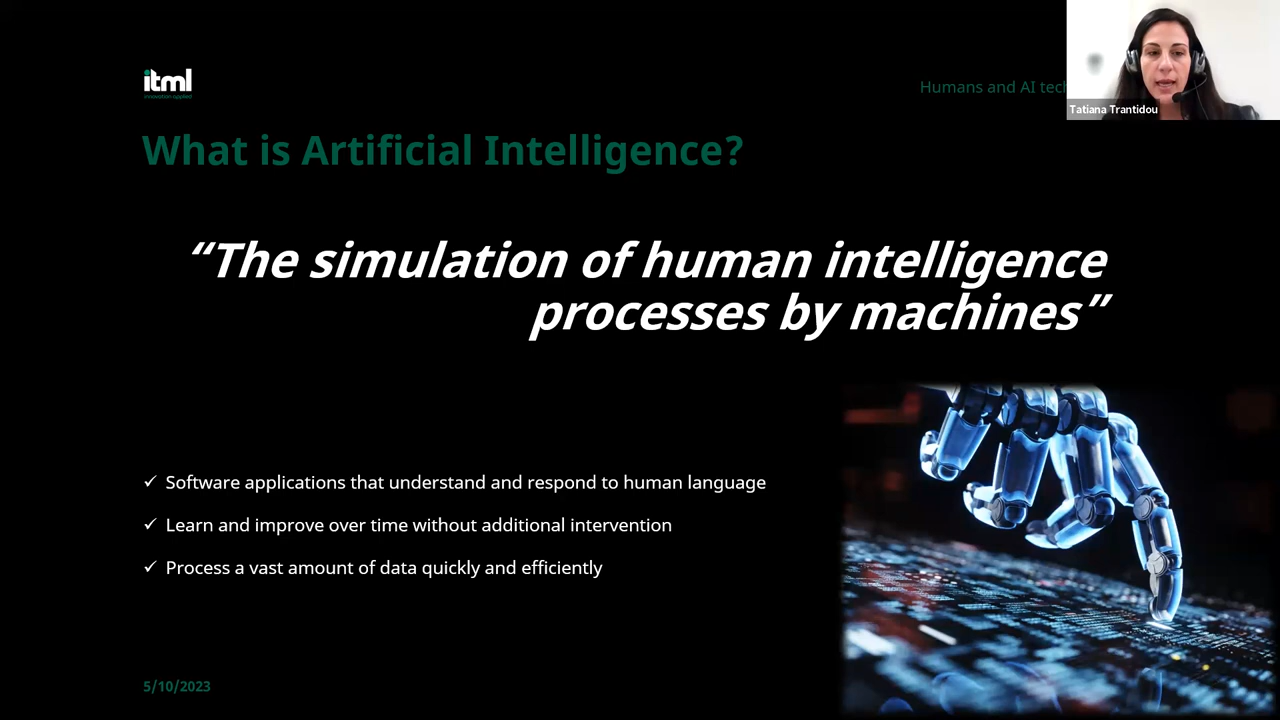 itml
innovation applied
Humans and AI
Tatiana Trantidou
What is Artificial Intelligence?
“The simulation of human intelligence
processes by machines”
✓ Software applications that understand and respond to human language
✓ Learn and improve over time without additional intervention
✓ Process a vast amount of data quickly and efficiently
5/10/2023